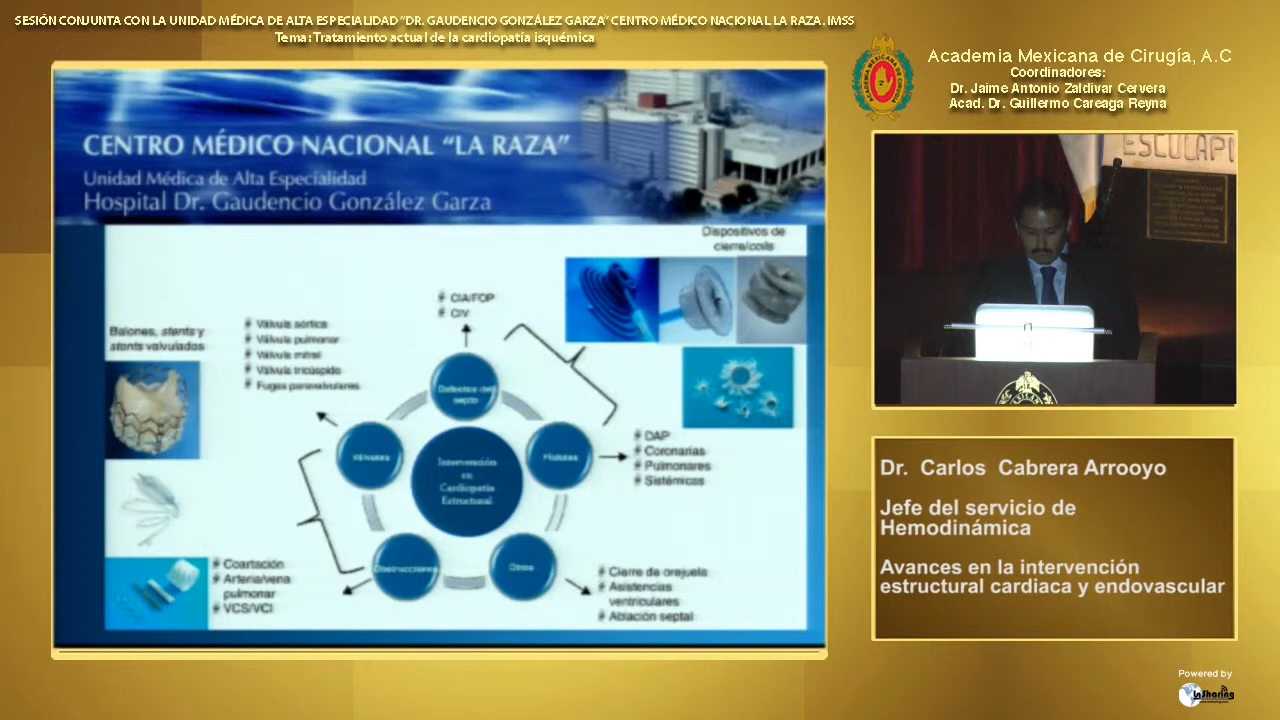 SESIÓN CONJUNTA CON LA UNIDAD MÉDICA DE ALTA ESPECIALIDAD “DR. GAUDENCIO GONZÁLEZ GARZA” CENTRO MÉDICO NACIONAL LA RAZA. IMSS
Tema: Tratamiento actual de la cardiopatía isquémica
Academia Mexicana de Cirugía, A.C
Coordinadores:
Dr. Jaime Antonio Zaldívar Cervera
Acad. Dr. Guillermo Careaga Reyna
CENTRO MÉDICO NACIONAL “LA RAZA”
Unidad Médica de Alta Especialidad
Hospital Dr. Gaudencio González Garza
Dispositivos de
cierre/coils
CIA/FOP
CIV
Balones, stents y
stents valvulados
Válvula aórtica
Válvula pulmonar
Válvula mitral
Válvula tricúspide
Fugas paravalvulares
Defectos del
septo
Válvulas
Fístulas
Intervención
en
Cardiopatía
Estructural
DAP
Coronarias
Pulmonares
Sistémicas
Obstrucciones
Otros
Coartación
Arteria/vena
pulmonar
VCS/VCI
Cierre de orejuela
Asistencias
ventriculares
Ablación septal
ESCULAPI
Dr. Carlos Cabrera Arrooyo
Jefe del servicio de
Hemodinámica
Avances en la intervención
estructural cardiaca y endovascular
Powered by
InSharing